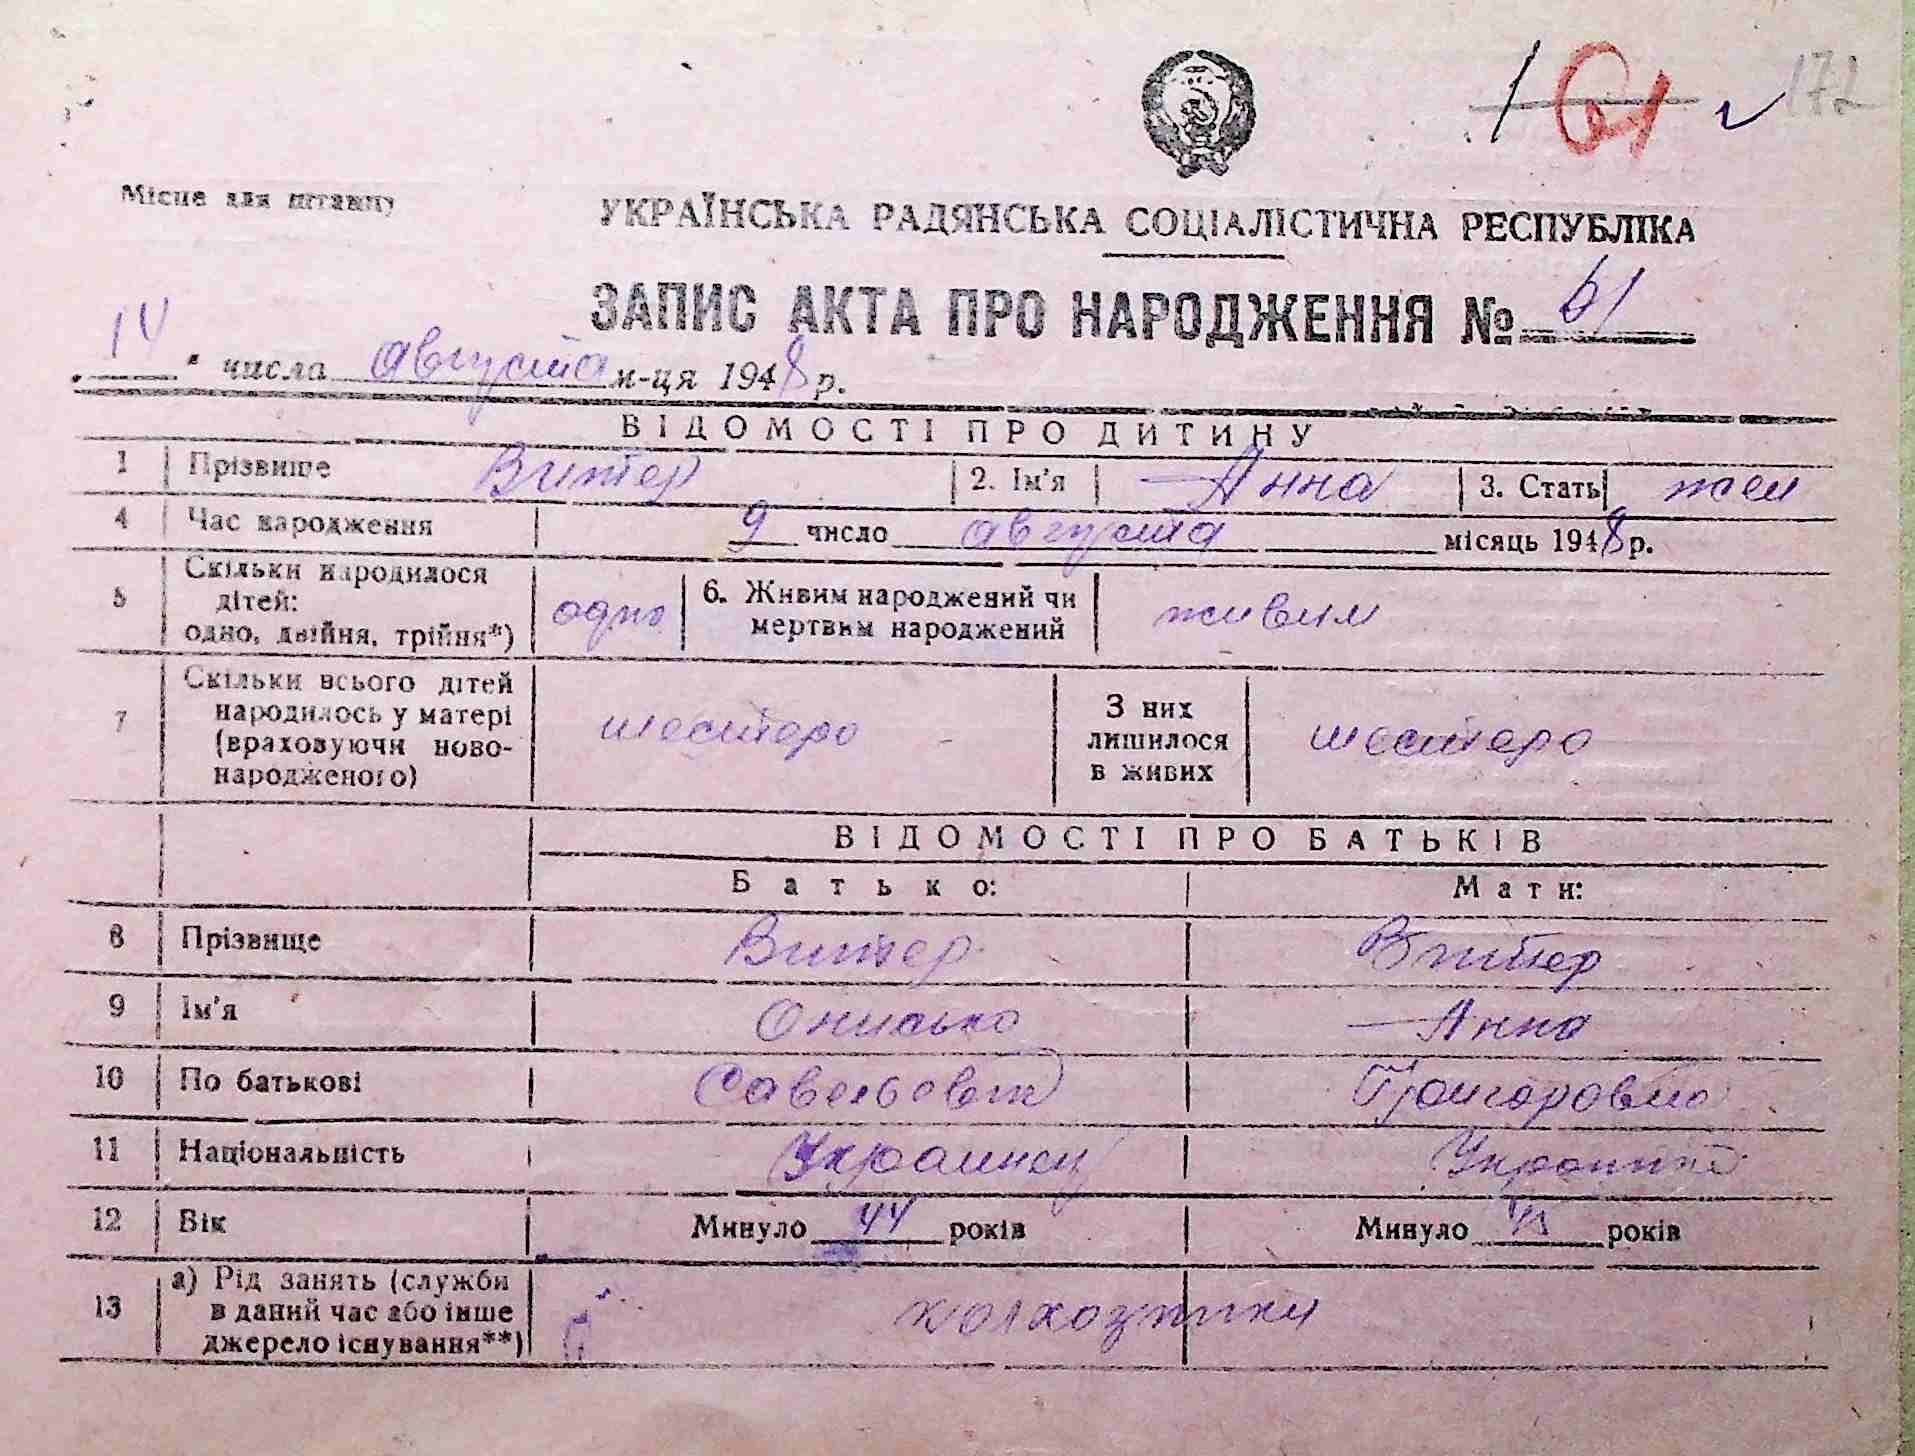 1 61 172
Місце для штампу
УКРАЇНСЬКА РАДЯНСЬКА СОЦІАЛІСТИЧНА РЕСПУБЛІКА
ЗАПИС АКТА ПРО НАРОДЖЕННЯ № 61
"14" числа августа м-ця 1948 р.
ВІДОМОСТІ ПРО ДИТИНУ
1 Прізвище Витер 2. Ім'я Анна 3. Стать жен
4 Час народження 9 число августа місяць 1948 р.
5 Скільки народилося дітей: одно, двійня, трійня*) одно 6. Живим народжений чи мертвим народжений живим
7 Скільки всього дітей народилось у матері (враховуючи новонародженого) шестеро З них лишилося в живих шестеро
ВІДОМОСТІ ПРО БАТЬКІВ
Батько: Мати:
8 Прізвище Витер Витер
9 Ім'я Онисько Анна
10 По батькові Савельевич Григоровна
11 Національність Украинец Украинка
12 Вік Минуло 44 років Минуло років
13 а) Рід занять (служби в даний час або інше джерело існування**) колхозники